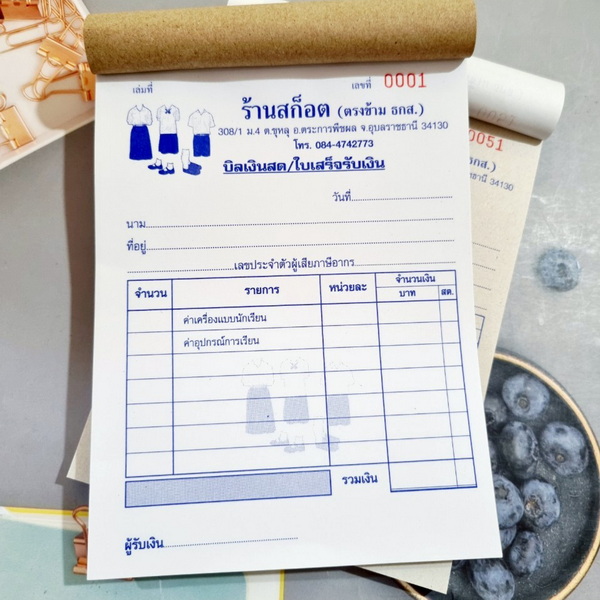 เล่มที่ เลขที่ 0001
ร้านสก็อต (ตรงข้าม ธกส.)
308/1 ม.4 ต.ขุหลุ อ.ตระการพืชผล จ.อุบลราชธานี 34130
โทร. 084-4742773
บิลเงินสด/ใบเสร็จรับเงิน
วันที่
นาม
ที่อยู่
เลขประจำตัวผู้เสียภาษีอากร
จำนวน รายการ หน่วยละ จำนวนเงิน
บาท สต.
ค่าเครื่องแบบนักเรียน
ค่าอุปกรณ์การเรียน
รวมเงิน
ผู้รับเงิน
0051
ธกส.)
ธานี 34130